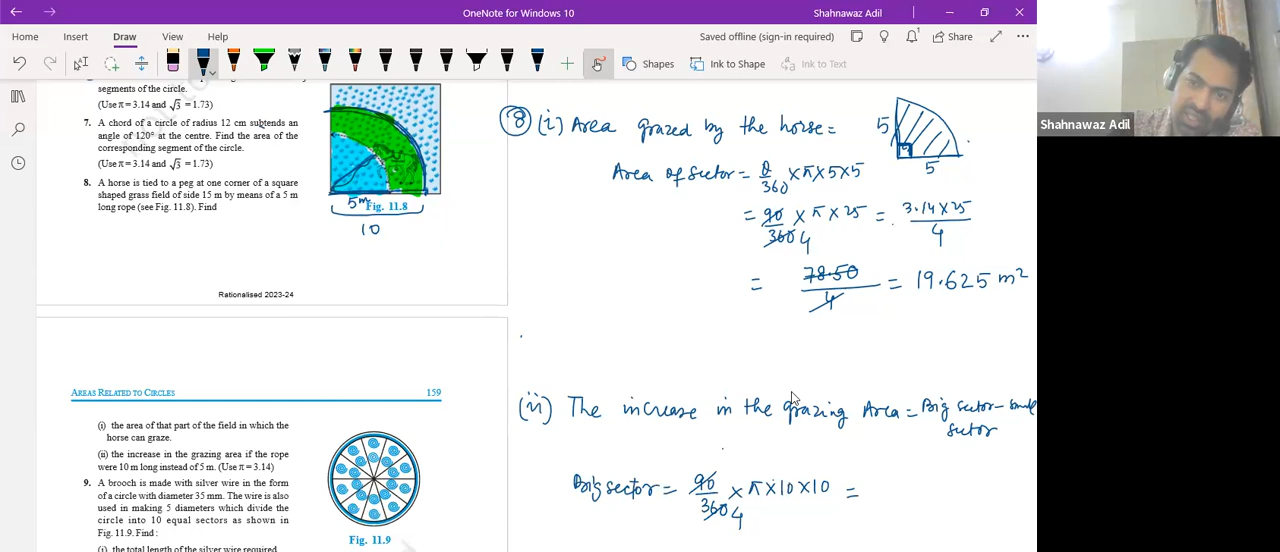 OneNote for Windows 10
Shahnawaz Adil
Home Insert Draw View Help
Saved offline (sign in required)
Share
Shapes
Ink to Shape
Ink to Text
segments of the circle.
(Use π = 3.14 and √3 = 1.73)
7. A chord of a circle of radius 12 cm subtends an
angle of 120° at the centre. Find the area of the
corresponding segment of the circle.
(Use π = 3.14 and √3 = 1.73)
8. A horse is tied to a peg at one corner of a square
shaped grass field of side 15 m by means of a 5 m
long rope (see Fig. 11.8). Find
5m
Fig. 11.8
10
Rationalised 2023-24
AREAS RELATED TO CIRCLES 159
(i) the area of that part of the field in which the
horse can graze.
(ii) the increase in the grazing area if the rope
were 10 m long instead of 5 m. (Use π = 3.14)
9. A brooch is made with silver wire in the form
of a circle with diameter 35 mm. The wire is also
used in making 5 diameters which divide the
circle into 10 equal sectors as shown in
Fig. 11.9. Find :
(i) the total length of the silver wire required
Fig. 11.9
8 (i) Area grazed by the horse =
5
5
Area of sector = θ/360 × π × 5 × 5
= 90/360 4 × π × 25 = 3.14 × 25/4
= 78.50/4 = 19.625 m²
(ii) The increase in the grazing Area = Big sector - small
sector
Big sector = 90/360 4 × π × 10 × 10 =
Shahnawaz Adil